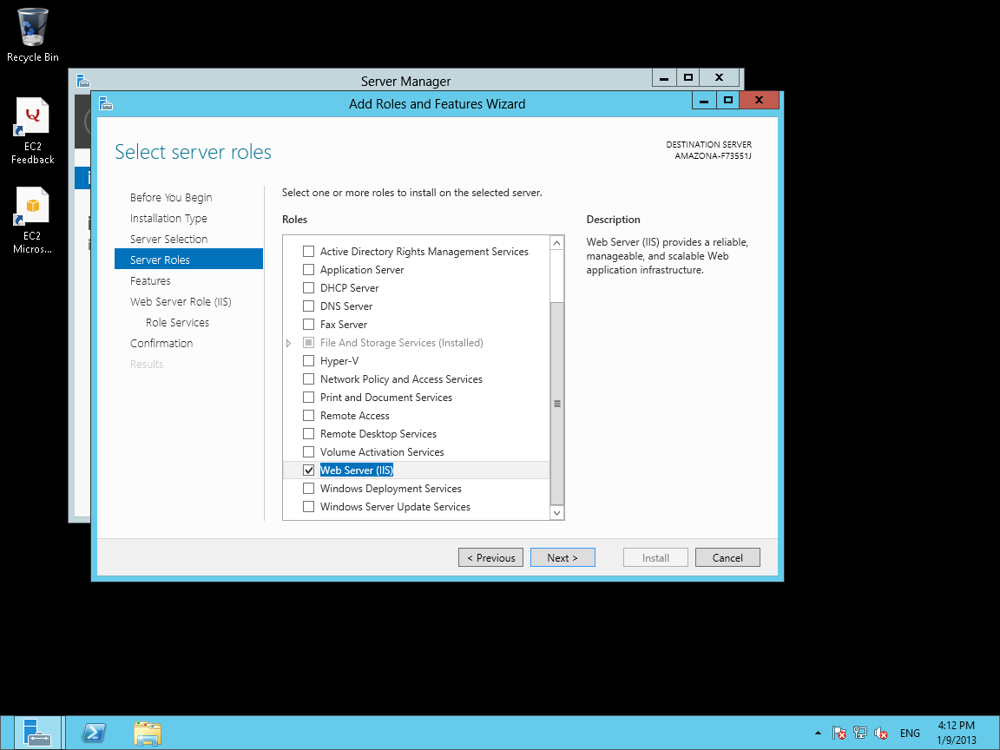 Recycle Bin
EC2
Feedback
EC2
Micros...
Server Manager
Add Roles and Features Wizard
Select server roles
DESTINATION SERVER
AMAZONA-F73551J
Before You Begin
Installation Type
Server Selection
Server Roles
Features
Web Server Role (IIS)
Role Services
Confirmation
Results
Select one or more roles to install on the selected server.
Roles
Active Directory Rights Management Services
Application Server
DHCP Server
DNS Server
Fax Server
File And Storage Services (Installed)
Hyper-V
Network Policy and Access Services
Print and Document Services
Remote Access
Remote Desktop Services
Volume Activation Services
Web Server (IIS)
Windows Deployment Services
Windows Server Update Services
Description
Web Server (IIS) provides a reliable,
manageable, and scalable Web
application infrastructure.
< Previous
Next >
Install
Cancel
ENG
4:12 PM
1/9/2013